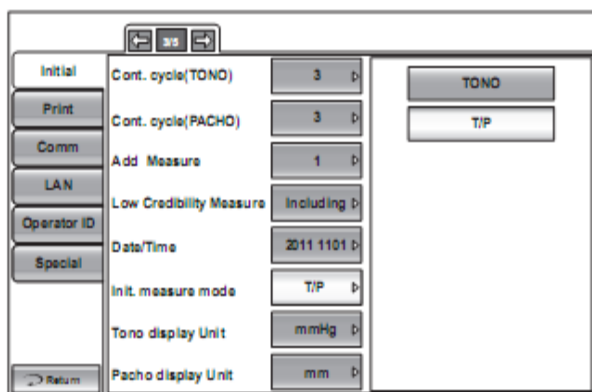 3/5
Initial
Print
Comm
LAN
Operator ID
Special
Return
Cont. cycle(TONO) 3
Cont. cycle(PACHO) 3
Add Measure 1
Low Credibility Measure Including
Date/Time 2011 1101
Init. measure mode T/P
Tono display Unit mmHg
Pacho display Unit mm
TONO
T/P